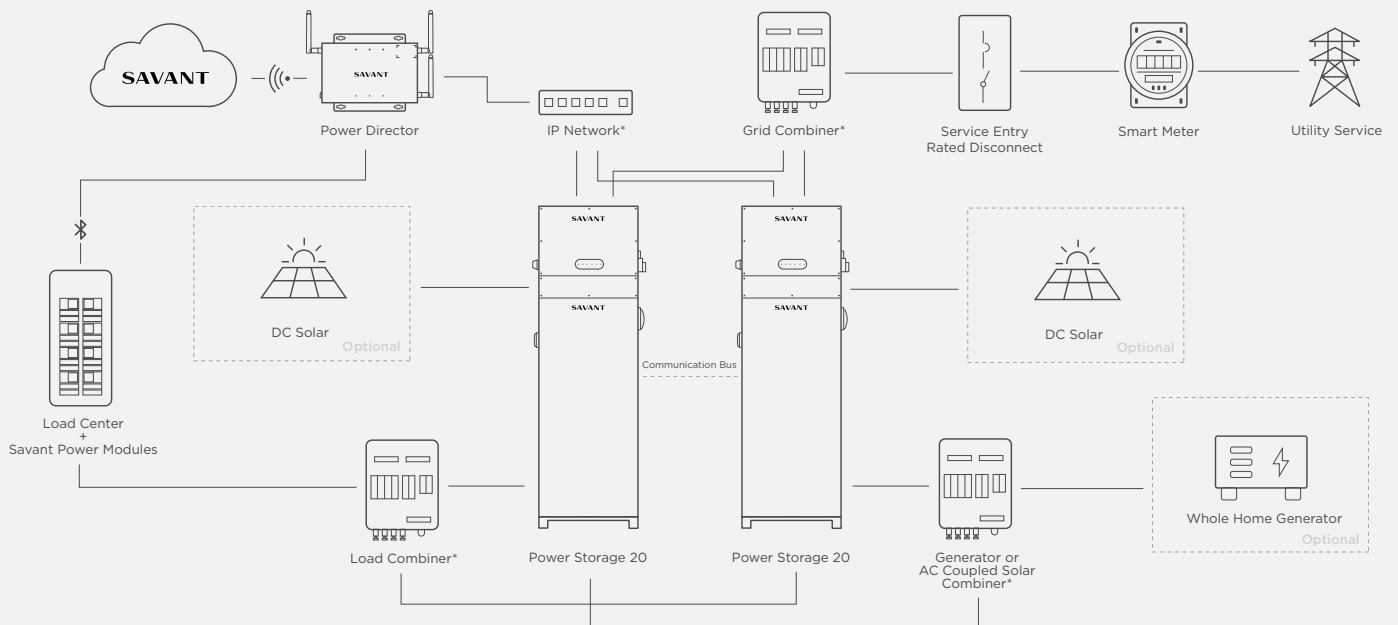 SAVANT
SAVANT
Power Director
IP Network*
Grid Combiner*
Service Entry
Rated Disconnect
Smart Meter
Utility Service
SAVANT
SAVANT
DC Solar
Optional
SAVANT
SAVANT
DC Solar
Optional
Communication Bus
Load Center
+
Savant Power Modules
Whole Home Generator
Optional
Load Combiner*
Power Storage 20
Power Storage 20
Generator or
AC Coupled Solar
Combiner*